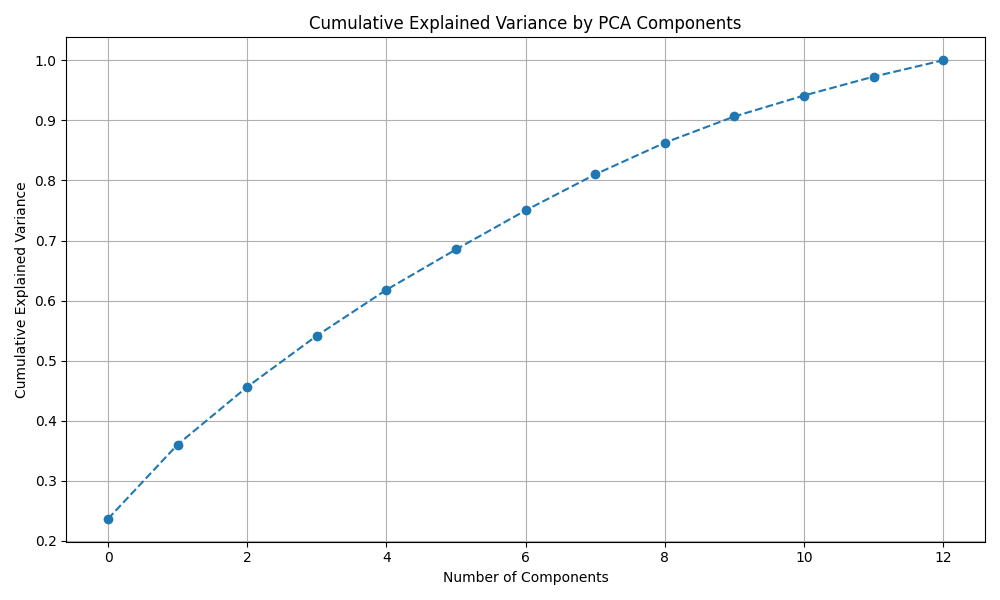 Cumulative Explained Variance by PCA Components
1.0
0.9
0.8
0.7
0.6
0.5
0.4
0.3
0.2
Cumulative Explained Variance
0 2 4 6 8 10 12
Number of Components